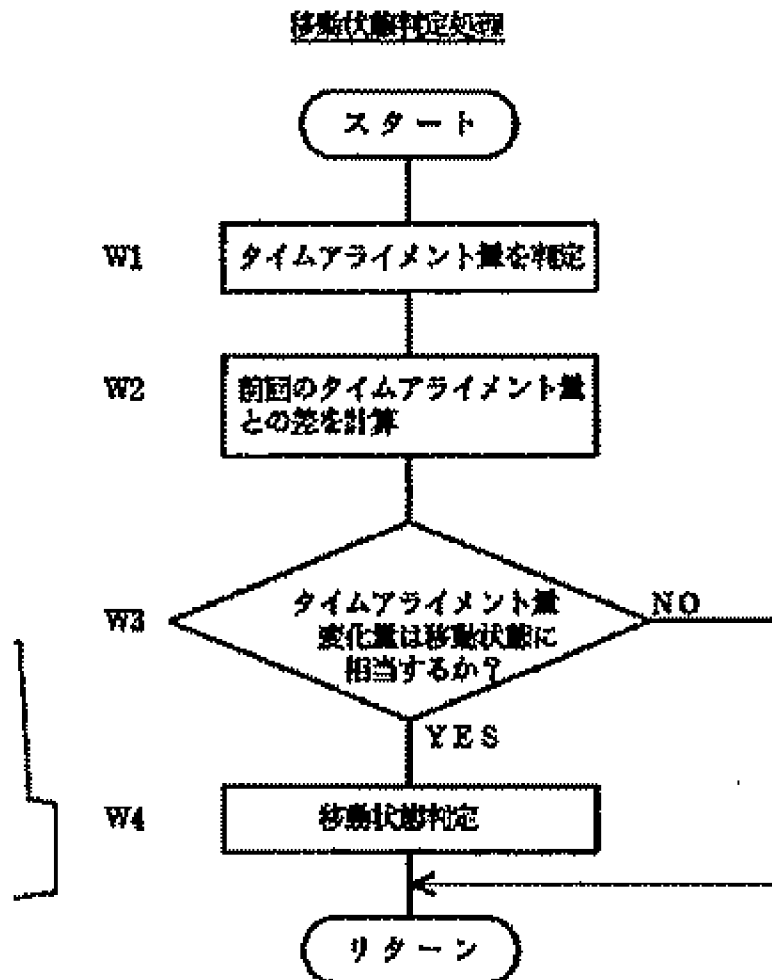 移動状態判定処理
スタート
W1
タイムアライメント量を判定
W2
前回のタイムアライメント量
との差を計算
W3
タイムアライメント量
変化量は移動状態に
相当するか?
NO
YES
W4
移動状態判定
リターン